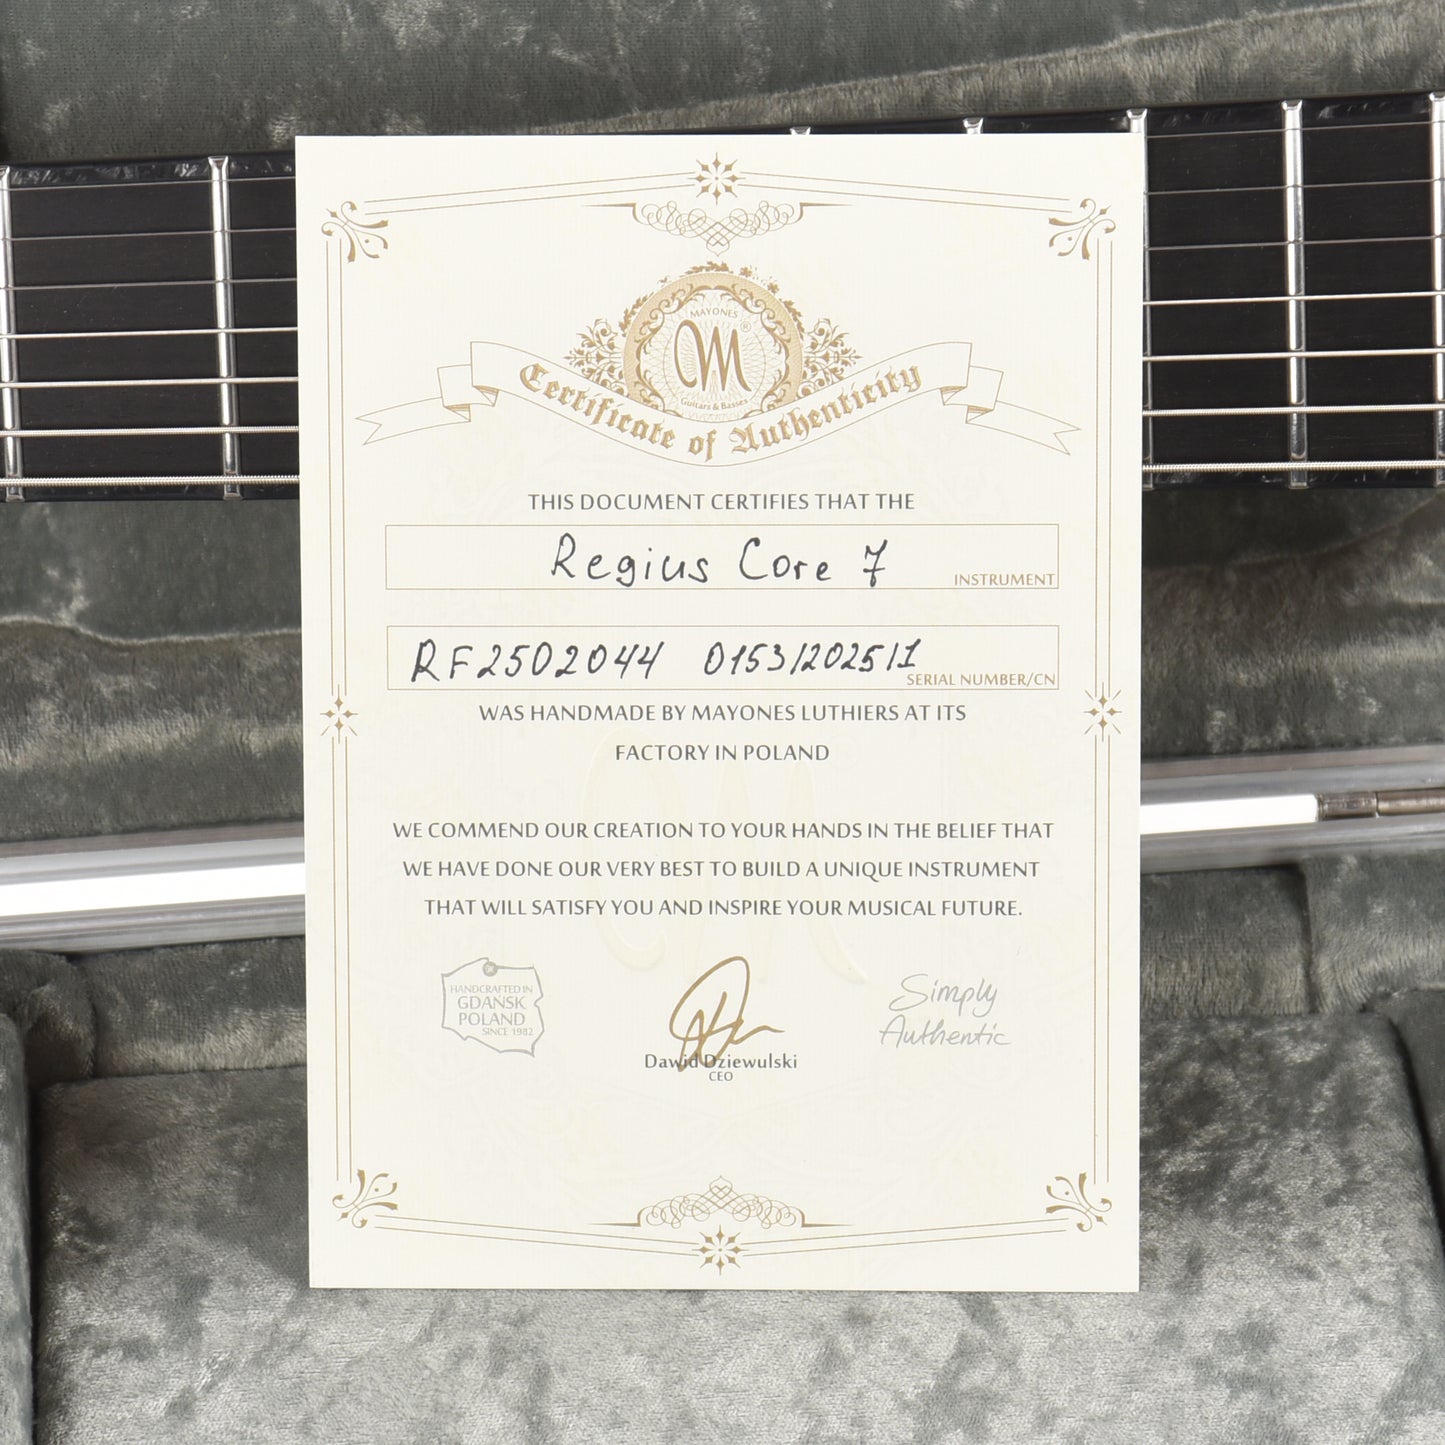 MAYONES
M ®
Guitars & Basses
Certificate of Authenticity
THIS DOCUMENT CERTIFIES THAT THE
Regius Core 7
INSTRUMENT
RF2502044 0153/2025/1
SERIAL NUMBER/CN
WAS HANDMADE BY MAYONES LUTHIERS AT ITS
FACTORY IN POLAND
WE COMMEND OUR CREATION TO YOUR HANDS IN THE BELIEF THAT
WE HAVE DONE OUR VERY BEST TO BUILD A UNIQUE INSTRUMENT
THAT WILL SATISFY YOU AND INSPIRE YOUR MUSICAL FUTURE.
HANDCRAFTED IN
GDAŃSK
POLAND
SINCE 1982
Dawid Dziewulski
CEO
Simply
Authentic